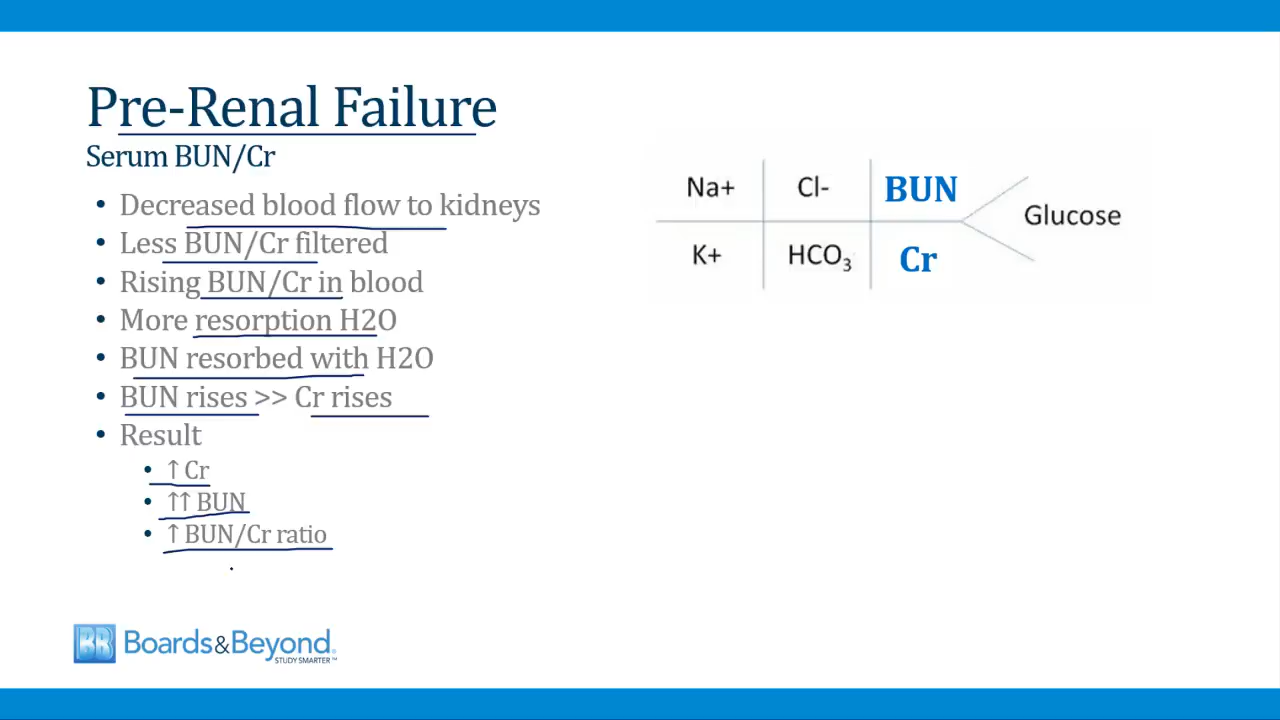 Pre-Renal Failure
Serum BUN/Cr
• Decreased blood flow to kidneys
• Less BUN/Cr filtered
• Rising BUN/Cr in blood
• More resorption H2O
• BUN resorbed with H2O
• BUN rises >> Cr rises
• Result
• ↑ Cr
• ↑↑ BUN
• ↑ BUN/Cr ratio
Na+ Cl- BUN
Glucose
K+ HCO₃ Cr
BB Boards&Beyond.
STUDY SMARTER™